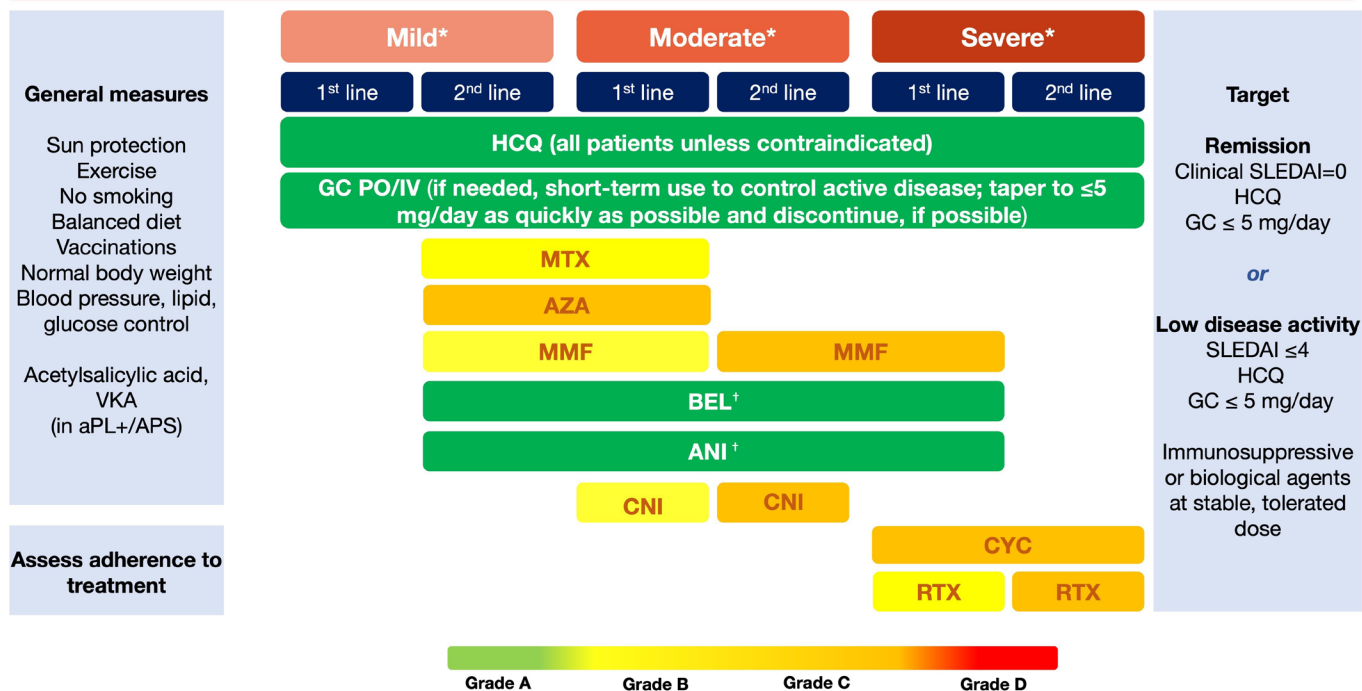 Mild*
Moderate*
Severe*
1st line
2nd line
1st line
2nd line
1st line
2nd line
General measures
Sun protection
Exercise
No smoking
Balanced diet
Vaccinations
Normal body weight
Blood pressure, lipid,
glucose control
Acetylsalicylic acid,
VKA
(in aPL+/APS)
Assess adherence to
treatment
HCQ (all patients unless contraindicated)
GC PO/IV (if needed, short-term use to control active disease; taper to ≤5
mg/day as quickly as possible and discontinue, if possible)
MTX
AZA
MMF
MMF
BEL†
ANI †
CNI
CNI
CYC
RTX
RTX
Target
Remission
Clinical SLEDAI=0
HCQ
GC ≤ 5 mg/day
or
Low disease activity
SLEDAI ≤4
HCQ
GC ≤ 5 mg/day
Immunosuppressive
or biological agents
at stable, tolerated
dose
Grade A
Grade B
Grade C
Grade D